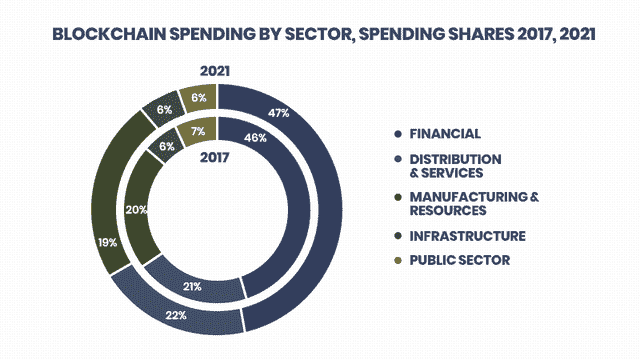 BLOCKCHAIN SPENDING BY SECTOR, SPENDING SHARES 2017, 2021
2021
6%
6%
47%
7%
6%
46%
2017
20%
19%
21%
22%
FINANCIAL
DISTRIBUTION
& SERVICES
MANUFACTURING &
RESOURCES
INFRASTRUCTURE
PUBLIC SECTOR